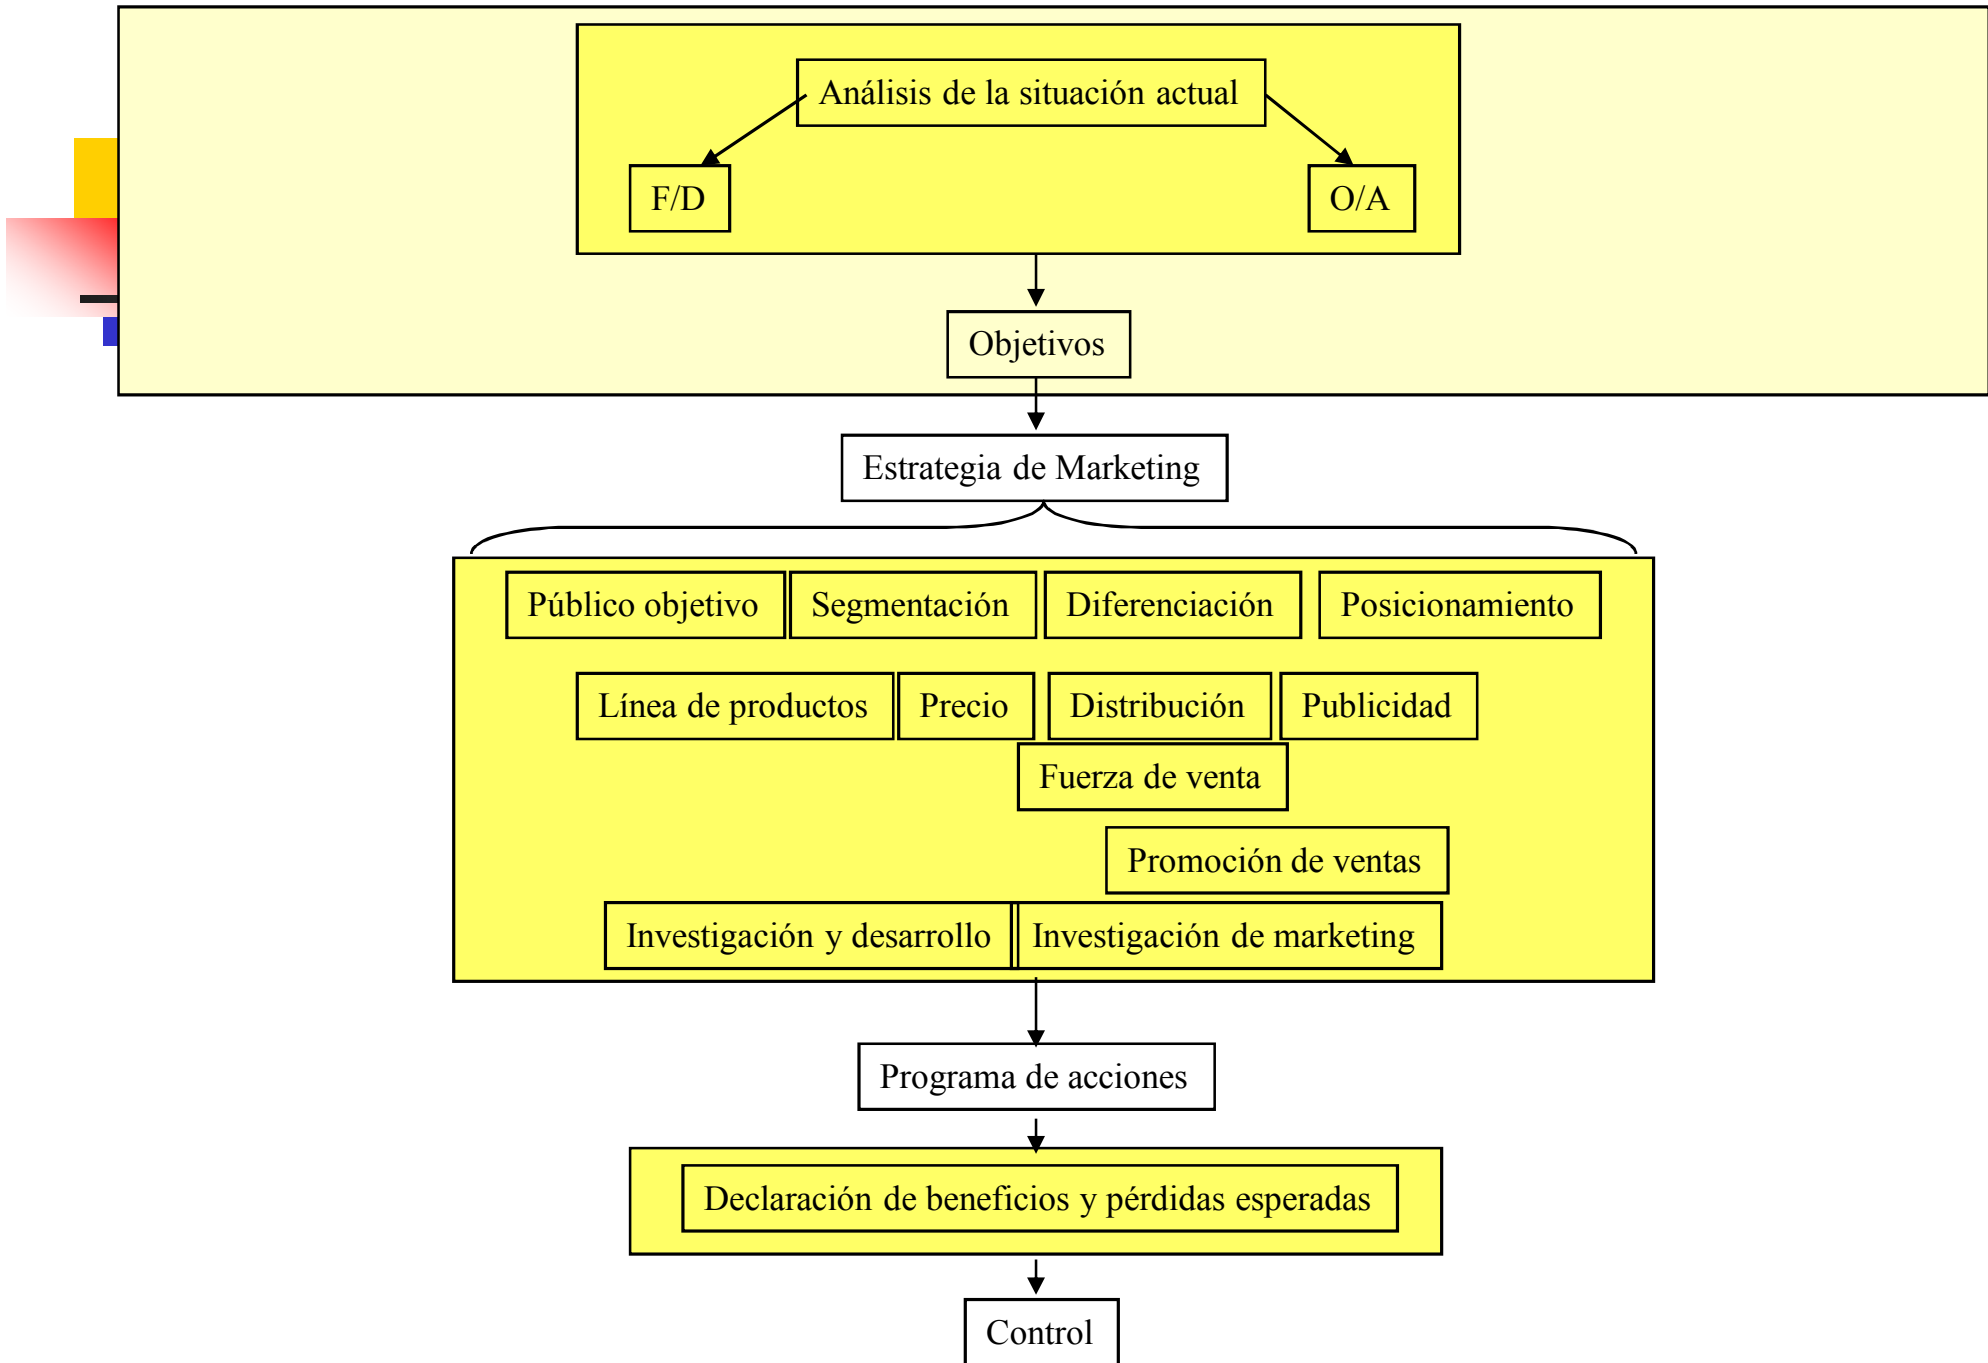 Análisis de la situación actual
F/D
O/A
Objetivos
Estrategia de Marketing
Público objetivo
Segmentación
Diferenciación
Posicionamiento
Línea de productos
Precio
Distribución
Publicidad
Fuerza de venta
Promoción de ventas
Investigación y desarrollo
Investigación de marketing
Programa de acciones
Declaración de beneficios y pérdidas esperadas
Control